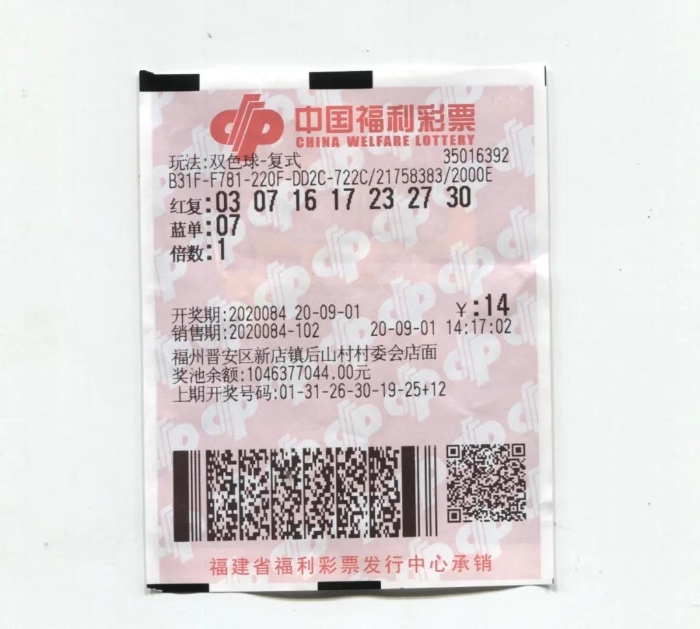 中国福利彩票
CHINA WELFARE LOTTERY
玩法:双色球-复式 35016392
B31F-F781-220F-DD2C-722C/21758383/2000E
红复:03 07 16 17 23 27 30
蓝单:07
倍数:1
开奖期:2020084 20-09-01 ¥:14
销售期:2020084-102 20-09-01 14:17:02
福州晋安区新店镇后山村村委会店面
奖池余额:1046377044.00元
上期开奖号码:01-31-26-30-19-25+12
福建省福利彩票发行中心承销